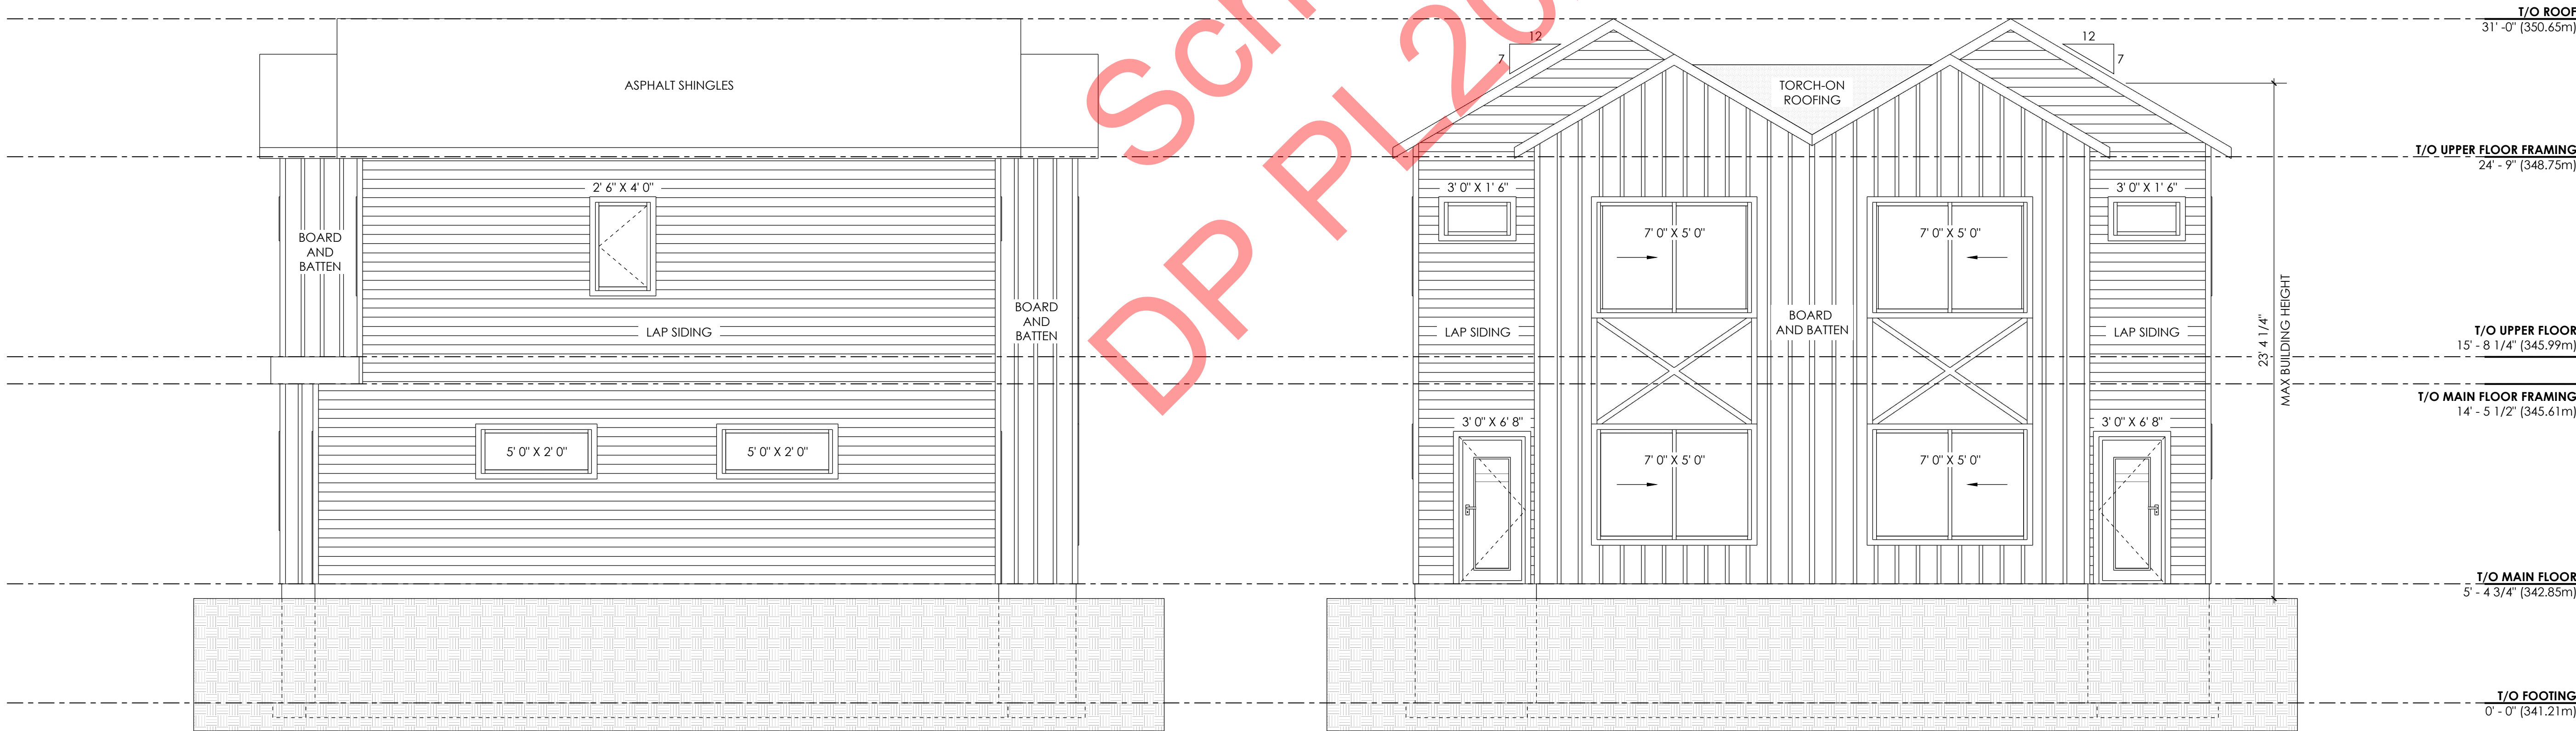 Sch
DP PL20
ASPHALT SHINGLES
2' 6" X 4' 0"
BOARD
AND
BATTEN
LAP SIDING
BOARD
AND
BATTEN
5' 0" X 2' 0"
5' 0" X 2' 0"
12
7
12
7
TORCH-ON
ROOFING
3' 0" X 1' 6"
3' 0" X 1' 6"
7' 0" X 5' 0"
7' 0" X 5' 0"
LAP SIDING
BOARD
AND BATTEN
LAP SIDING
3' 0" X 6' 8"
3' 0" X 6' 8"
7' 0" X 5' 0"
7' 0" X 5' 0"
23' 4 1/4"
MAX BUILDING HEIGHT
T/O ROOF
31' -0" (350.65m)
T/O UPPER FLOOR FRAMING
24' - 9" (348.75m)
T/O UPPER FLOOR
15' - 8 1/4" (345.99m)
T/O MAIN FLOOR FRAMING
14' - 5 1/2" (345.61m)
T/O MAIN FLOOR
5' - 4 3/4" (342.85m)
T/O FOOTING
0' - 0" (341.21m)